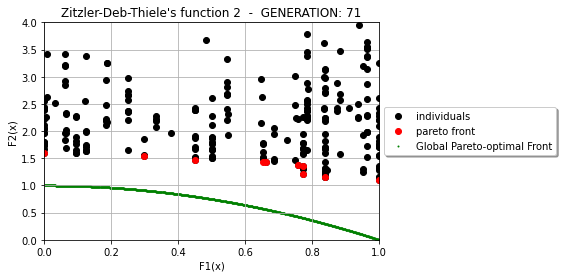 Zitzler-Deb-Thiele's function 2 - GENERATION: 71
4.0
3.5
3.0
2.5
2.0
1.5
1.0
0.5
0.0
F2(x)
0.0 0.2 0.4 0.6 0.8 1.0
F1(x)
individuals
pareto front
Global Pareto-optimal Front